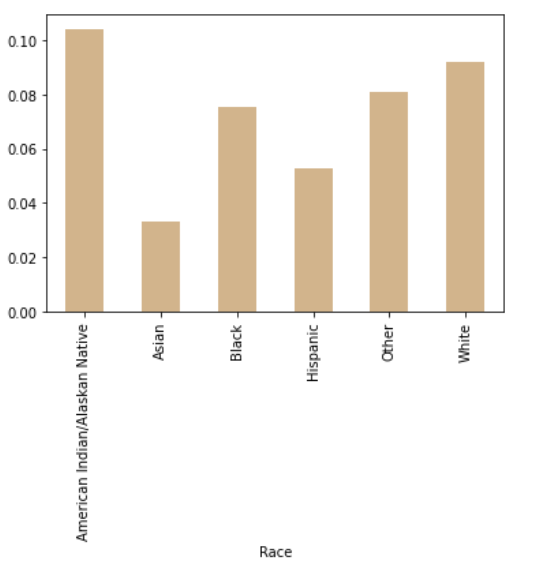 0.10
0.08
0.06
0.04
0.02
0.00
American Indian/Alaskan Native
Asian
Black
Hispanic
Other
White
Race